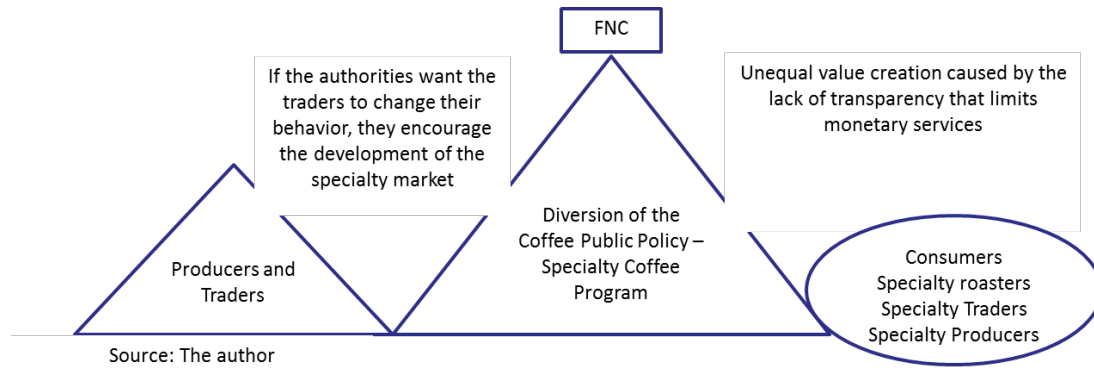 FNC
If the authorities want the
traders to change their
behavior, they encourage
the development of the
specialty market
Unequal value creation caused by the
lack of transparency that limits
monetary services
Producers and
Traders
Diversion of the
Coffee Public Policy –
Specialty Coffee
Program
Consumers
Specialty roasters
Specialty Traders
Specialty Producers
Source: The author